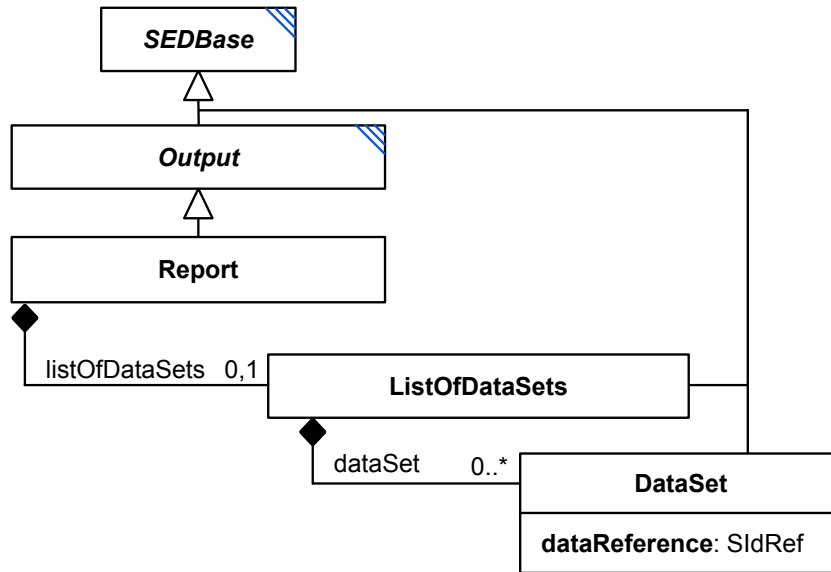 SEDBase
Output
Report
listOfDataSets 0,1
ListOfDataSets
dataSet 0..*
DataSet
dataReference: SIdRef